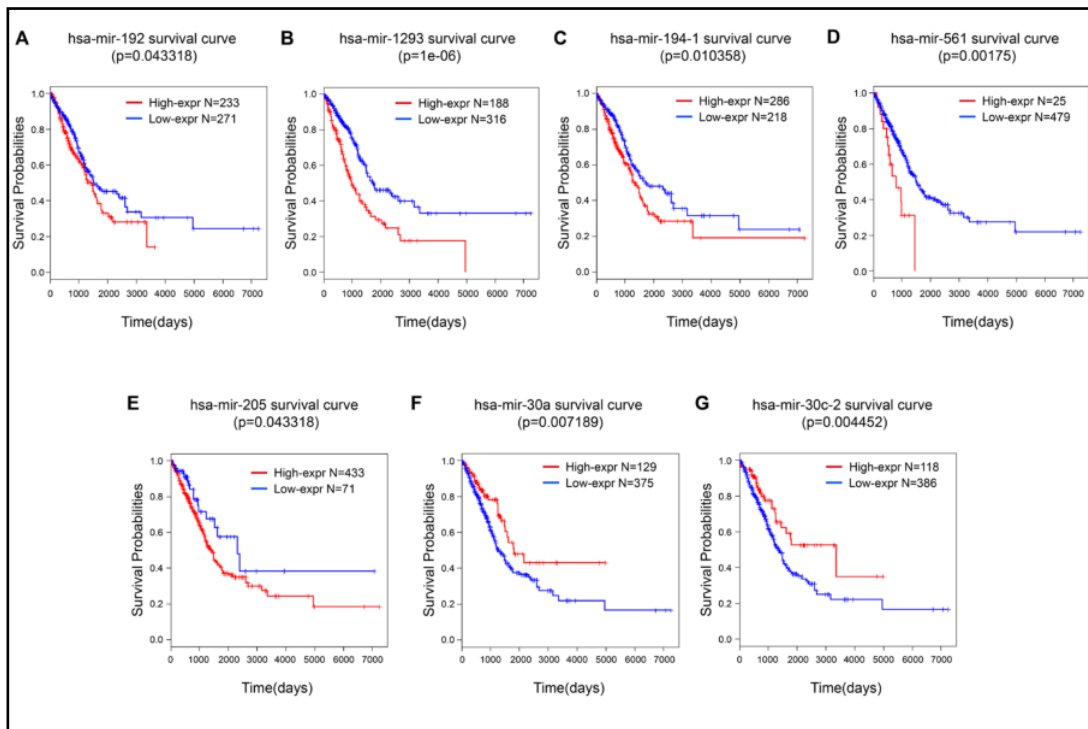 A
hsa-mir-192 survival curve
(p=0.043318)
High-expr N=233
Low-expr N=271
Survival Probabilities
1.0
0.8
0.6
0.4
0.2
0.0
0 1000 2000 3000 4000 5000 6000 7000
Time(days)
B
hsa-mir-1293 survival curve
(p=1e-06)
High-expr N=188
Low-expr N=316
Survival Probabilities
1.0
0.8
0.6
0.4
0.2
0.0
0 1000 2000 3000 4000 5000 6000 7000
Time(days)
C
hsa-mir-194-1 survival curve
(p=0.010358)
High-expr N=286
Low-expr N=218
Survival Probabilities
1.0
0.8
0.6
0.4
0.2
0.0
0 1000 2000 3000 4000 5000 6000 7000
Time(days)
D
hsa-mir-561 survival curve
(p=0.00175)
High-expr N=25
Low-expr N=479
Survival Probabilities
1.0
0.8
0.6
0.4
0.2
0.0
0 1000 2000 3000 4000 5000 6000 7000
Time(days)
E
hsa-mir-205 survival curve
(p=0.043318)
High-expr N=433
Low-expr N=71
Survival Probabilities
1.0
0.8
0.6
0.4
0.2
0.0
0 1000 2000 3000 4000 5000 6000 7000
Time(days)
F
hsa-mir-30a survival curve
(p=0.007189)
High-expr N=129
Low-expr N=375
Survival Probabilities
1.0
0.8
0.6
0.4
0.2
0.0
0 1000 2000 3000 4000 5000 6000 7000
Time(days)
G
hsa-mir-30c-2 survival curve
(p=0.004452)
High-expr N=118
Low-expr N=386
Survival Probabilities
1.0
0.8
0.6
0.4
0.2
0.0
0 1000 2000 3000 4000 5000 6000 7000
Time(days)